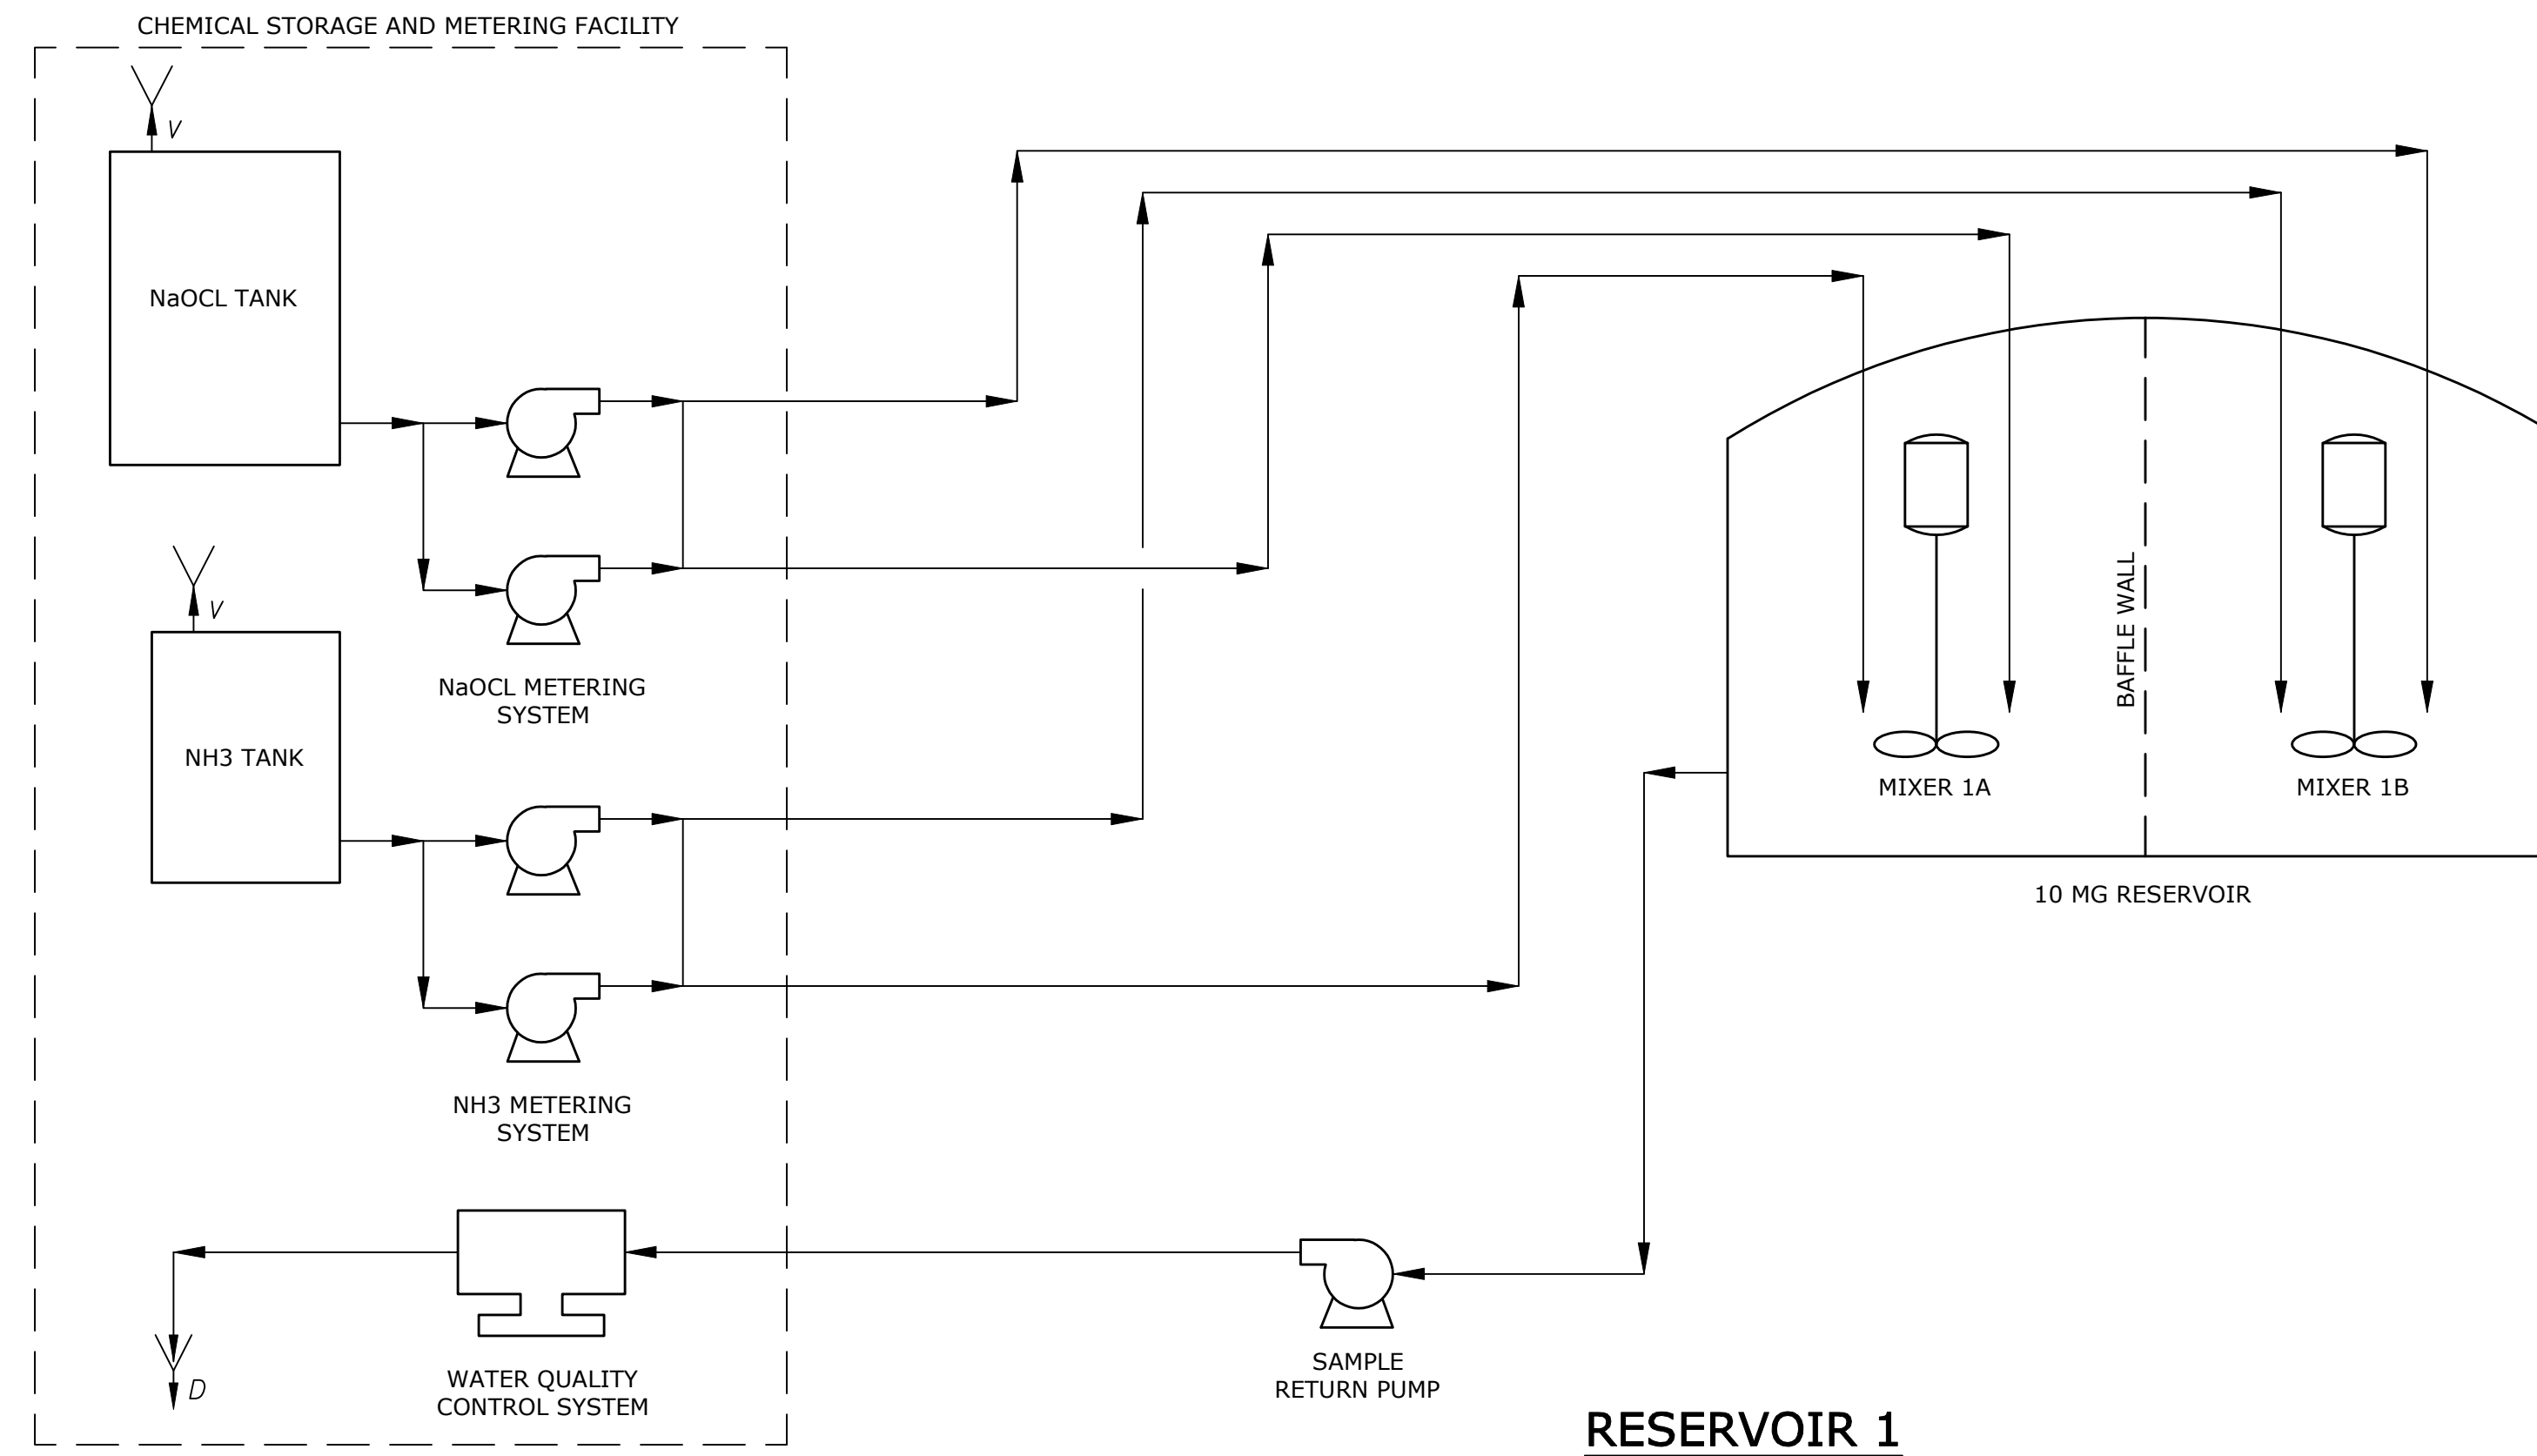 CHEMICAL STORAGE AND METERING FACILITY
V
NaOCL TANK
V
NaOCL METERING
SYSTEM
NH3 TANK
NH3 METERING
SYSTEM
BAFFLE WALL
MIXER 1A
MIXER 1B
10 MG RESERVOIR
D
WATER QUALITY
CONTROL SYSTEM
SAMPLE
RETURN PUMP
RESERVOIR 1